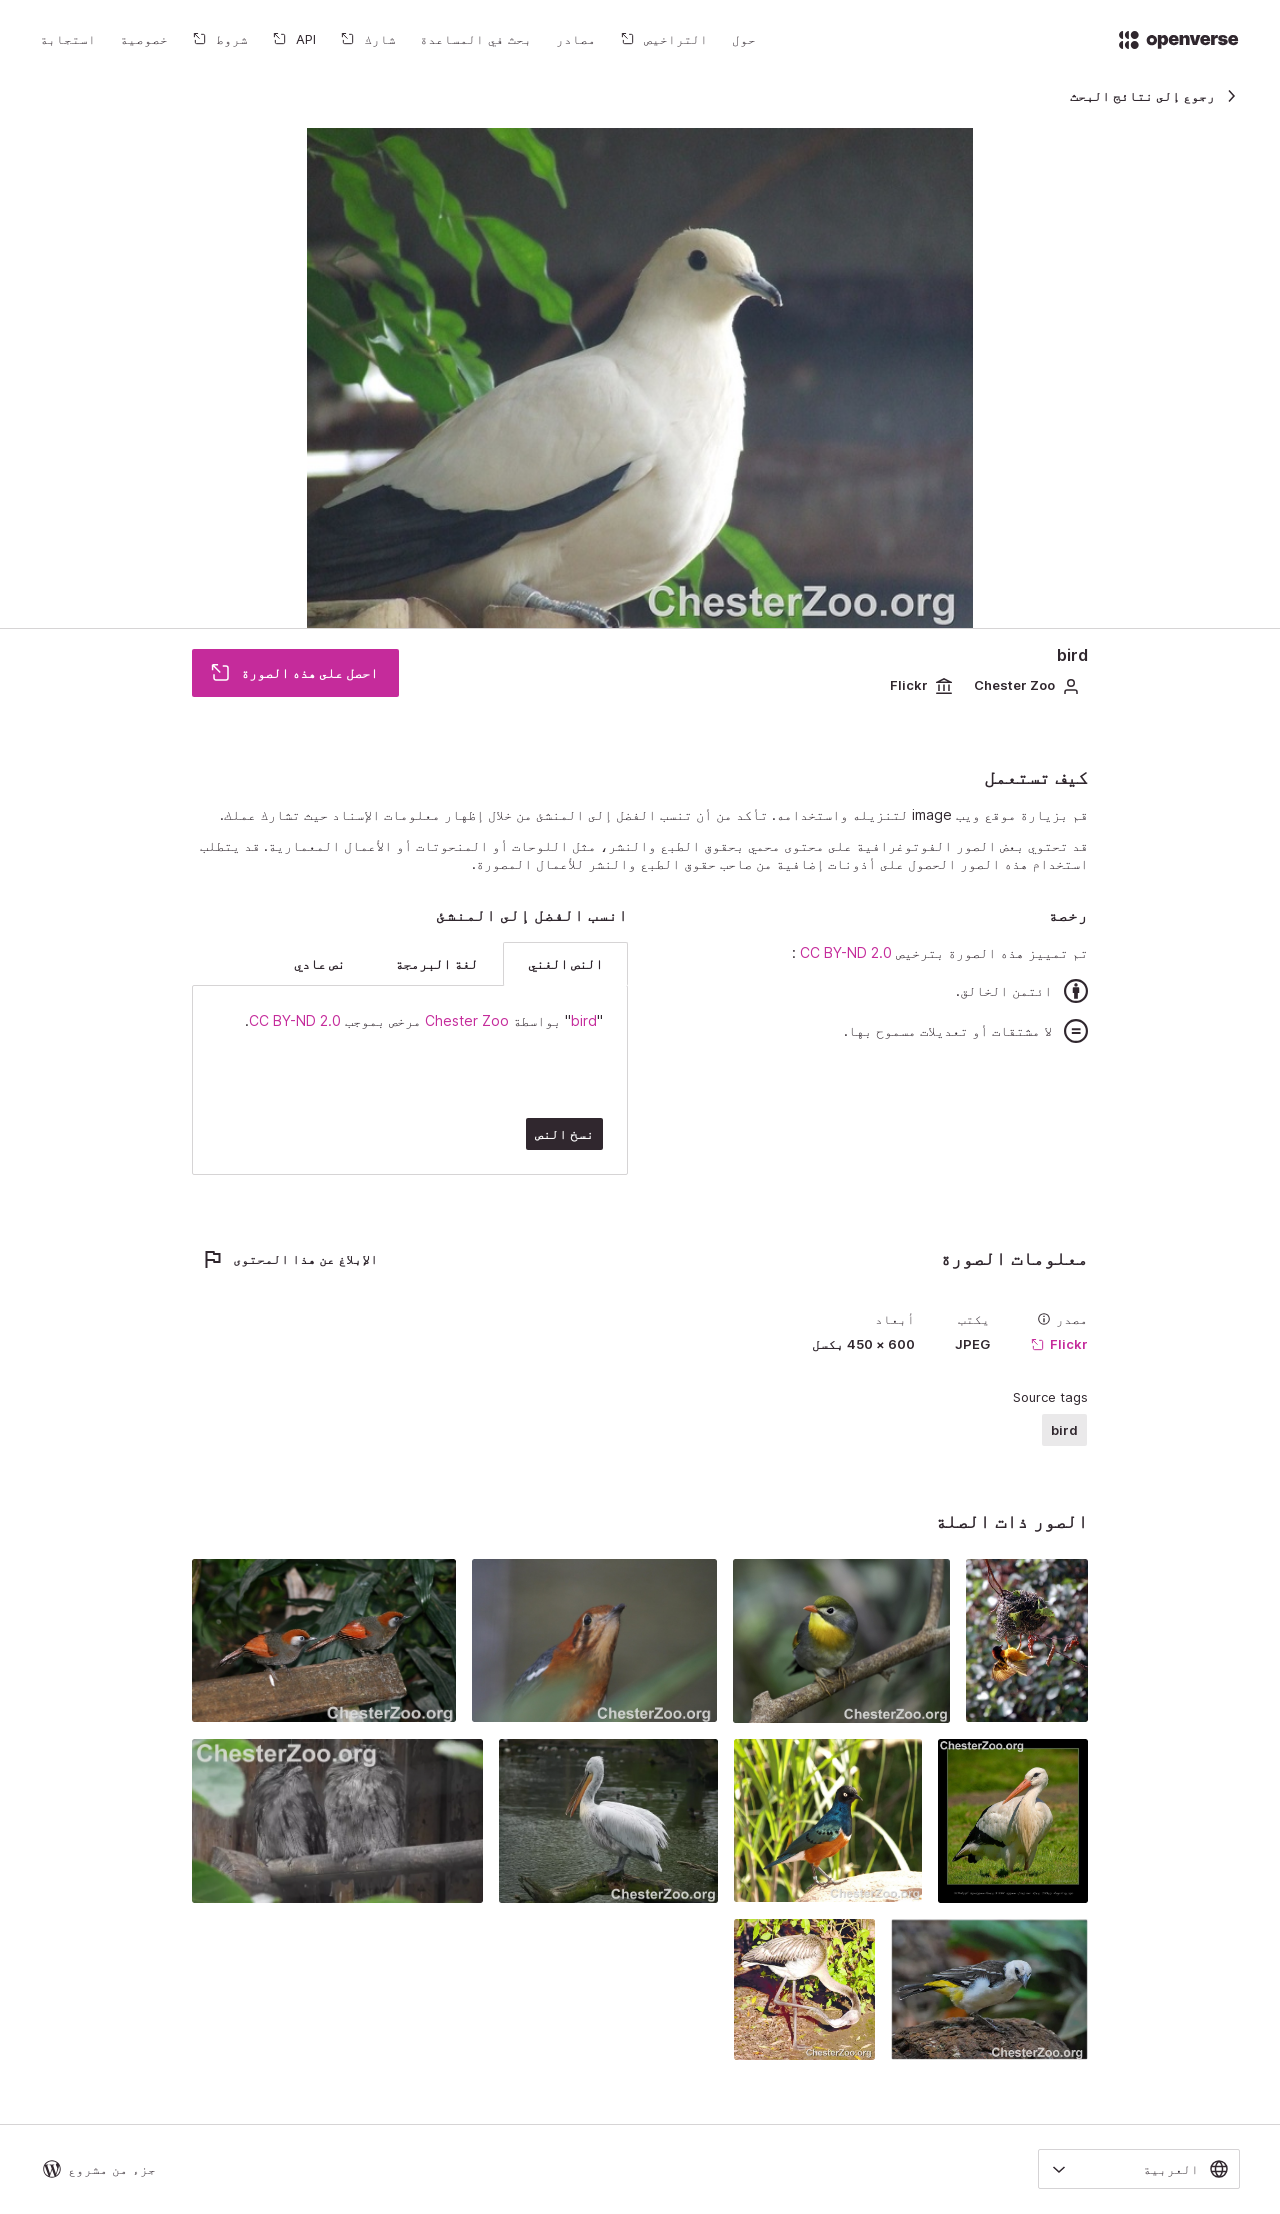 openverse
حول
التراخيص
مصادر
بحث في المساعدة
شارك
API
شروط
خصوصية
استجابة
رجوع إلى نتائج البحث
ChesterZoo.org
bird
Chester Zoo
Flickr
احصل على هذه الصورة
كيف تستعمل
قم بزيارة موقع ويب image لتنزيله واستخدامه. تأكد من أن تنسب الفضل إلى المنشئ من خلال إظهار معلومات الإسناد حيث تشارك عملك.
قد تحتوي بعض الصور الفوتوغرافية على محتوى محمي بحقوق الطبع والنشر، مثل اللوحات أو المنحوتات أو الأعمال المعمارية. قد يتطلب
استخدام هذه الصور الحصول على أذونات إضافية من صاحب حقوق الطبع والنشر للأعمال المصورة.
رخصة
تم تمييز هذه الصورة بترخيص CC BY-ND 2.0 :
ائتمن الخالق.
لا مشتقات أو تعديلات مسموح بها.
انسب الفضل إلى المنشئ
النص الغني
لغة البرمجة
نص عادي
"bird" بواسطة Chester Zoo مرخص بموجب CC BY-ND 2.0.
نسخ النص
معلومات الصورة
الإبلاغ عن هذا المحتوى
مصدر
Flickr
يكتب
JPEG
أبعاد
600 × 450 بكسل
Source tags
bird
الصور ذات الصلة
ChesterZoo.org
ChesterZoo.org
ChesterZoo.org
ChesterZoo.org
ChesterZoo.org
ChesterZoo.org
ChesterZoo.org
ChesterZoo.org
ChesterZoo.org
العربية
جزء من مشروع